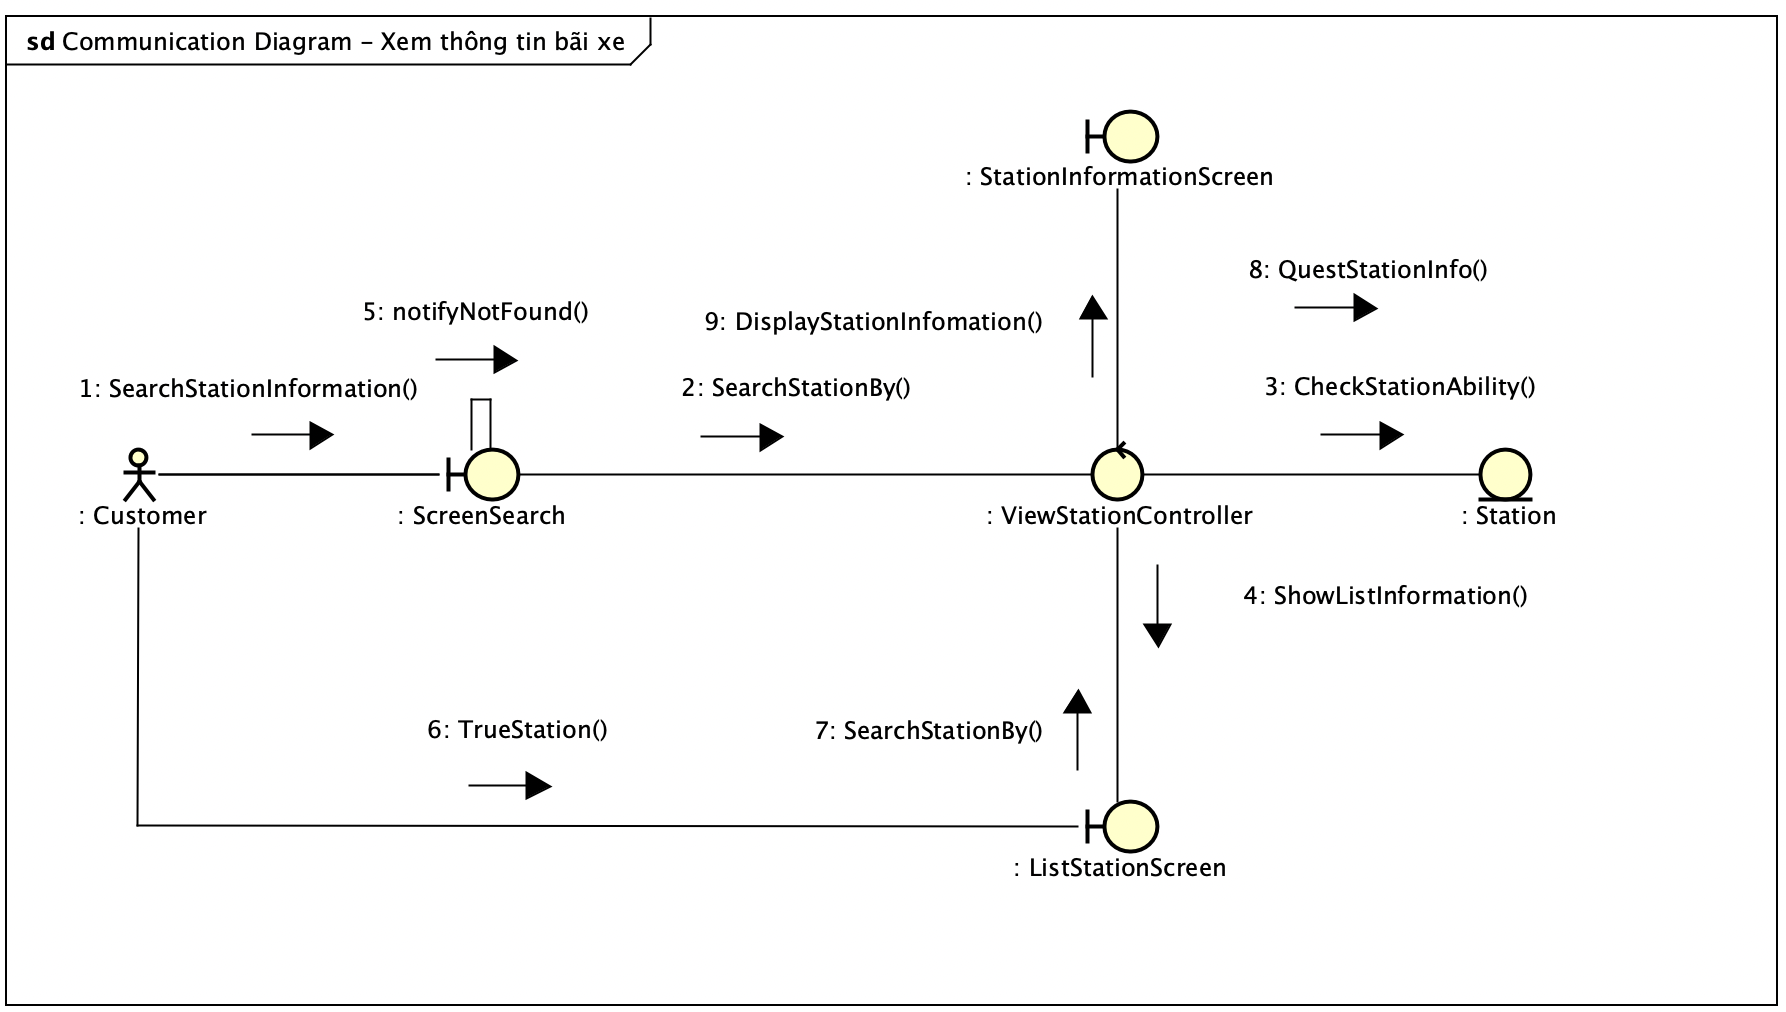 sd Communication Diagram – Xem thông tin bãi xe
: StationInformationScreen
8: QuestStationInfo()
5: notifyNotFound()
9: DisplayStationInfomation()
1: SearchStationInformation()
2: SearchStationBy()
3: CheckStationAbility()
: Customer
: ScreenSearch
: ViewStationController
: Station
4: ShowListInformation()
6: TrueStation()
7: SearchStationBy()
: ListStationScreen